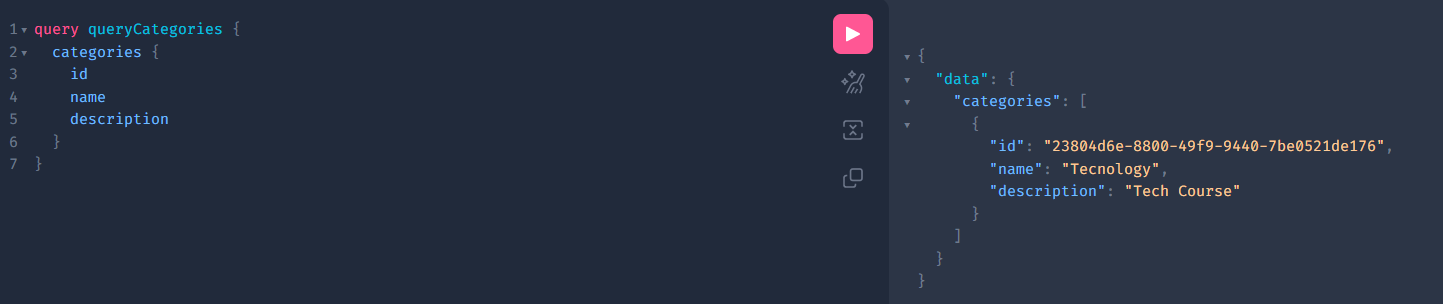 1 query queryCategories {
2 categories {
3 id
4 name
5 description
6 }
7 }
{
"data": {
"categories": [
{
"id": "23804d6e-8800-49f9-9440-7be0521de176",
"name": "Tecnology",
"description": "Tech Course"
}
]
}
}